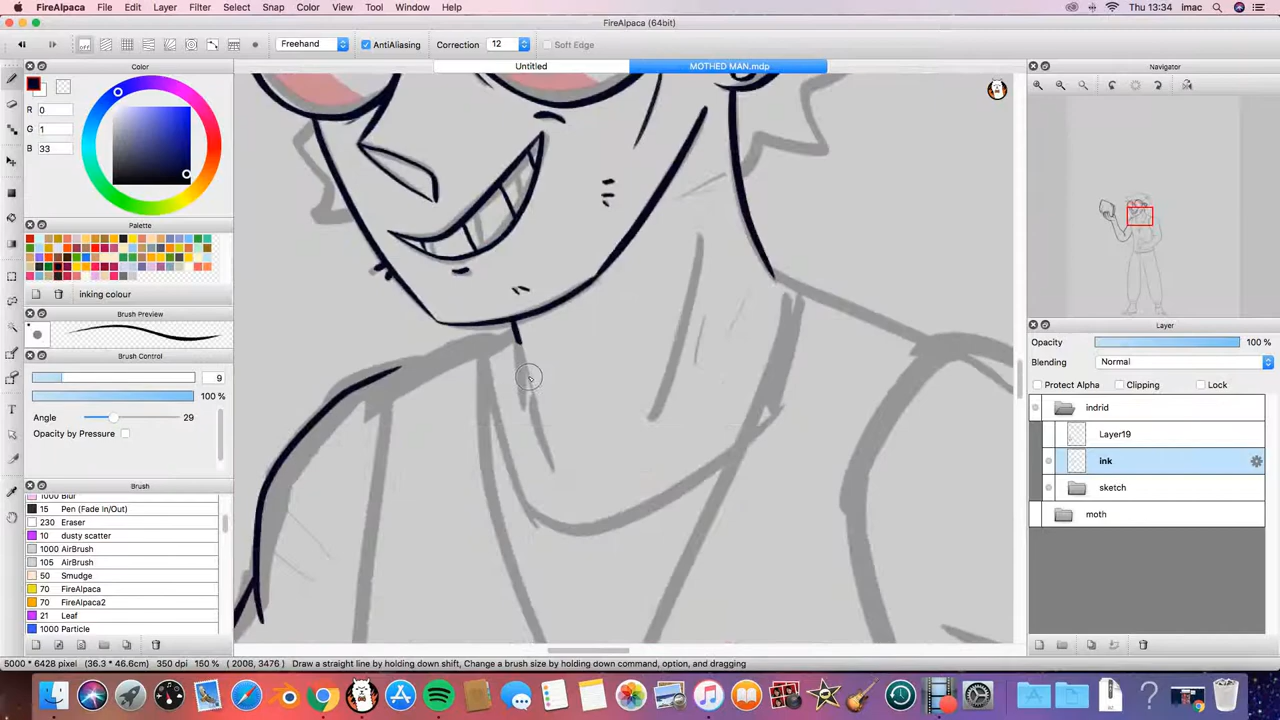 FireAlpaca File Edit Layer Filter Select Snap Color View Tool Window Help
Thu 13:34 imac
FireAlpaca (64bit)
Freehand AntiAliasing Correction 12 Soft Edge
Color
Untitled
MOTHED MAN.mdp
Navigator
R 0
G 1
B 33
Palette
inking colour
Brush Preview
Brush Control
9
100 %
Angle 29
Opacity by Pressure
Brush
1000 Blur
15 Pen (Fade In/Out)
230 Eraser
10 dusty scatter
1000 AirBrush
105 AirBrush
50 Smudge
70 FireAlpaca
70 FireAlpaca2
21 Leaf
1000 Particle
Layer
Opacity 100 %
Blending Normal
Protect Alpha Clipping Lock
indrid
Layer19
ink
sketch
moth
5000 * 6428 pixel (36.3 * 46.6cm) 350 dpi 150 % ( 2008, 3476 ) Draw a straight line by holding down shift, Change a brush size by holding down command, option, and dragging